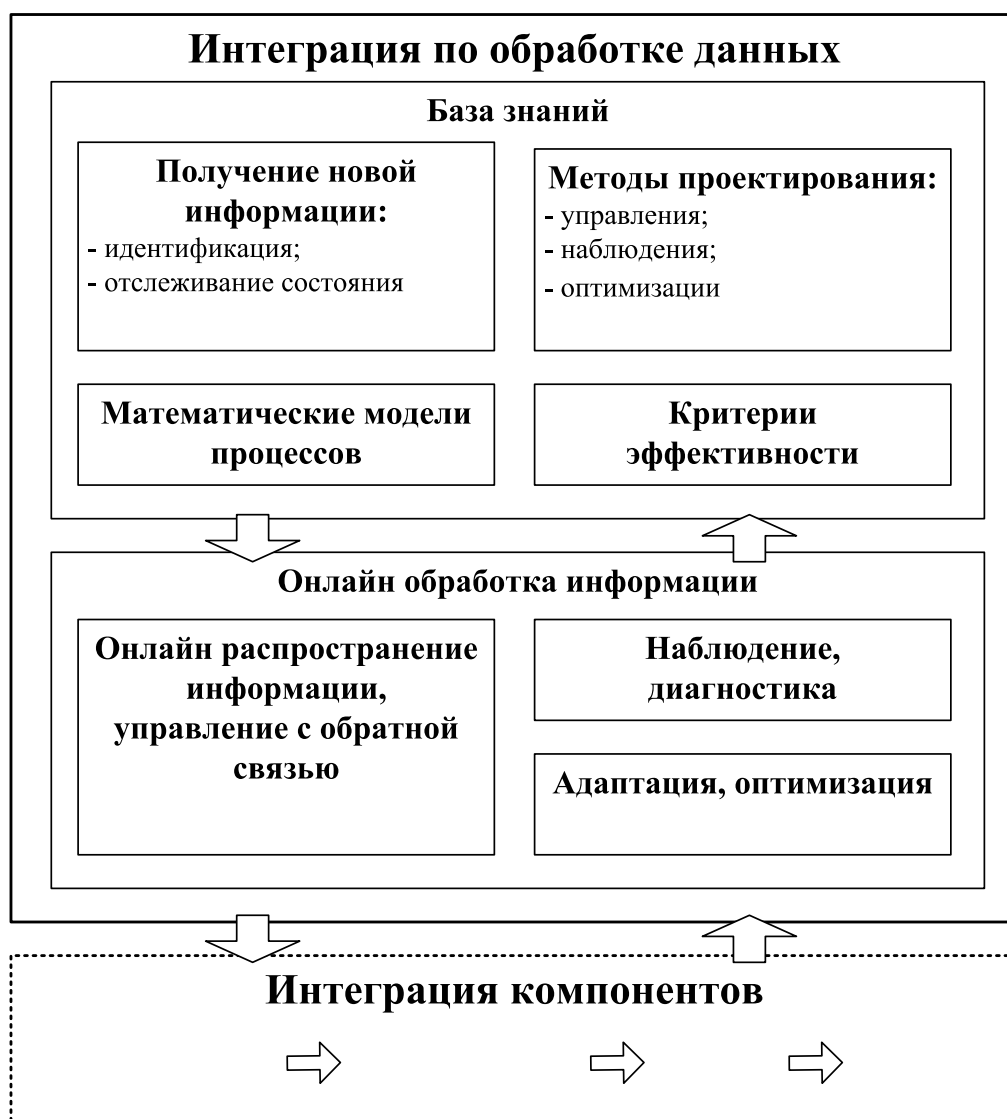 Интеграция по обработке данных
База знаний
Получение новой
информации:
- идентификация;
- отслеживание состояния
Методы проектирования:
- управления;
- наблюдения;
- оптимизации
Математические модели
процессов
Критерии
эффективности
Онлайн обработка информации
Онлайн распространение
информации,
управление с обратной
связью
Наблюдение,
диагностика
Адаптация, оптимизация
Интеграция компонентов